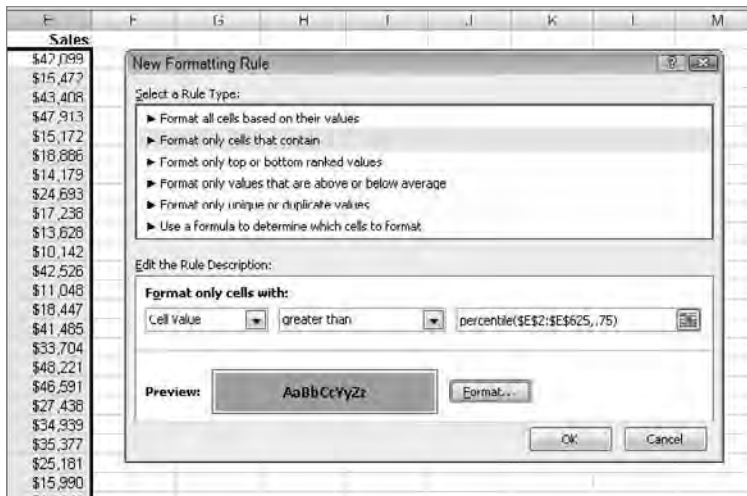 E F G H I J K L M
Sales
$47,099
$15,477
$43,408
$47,913
$15,172
$18,886
$14,179
$24,693
$17,238
$13,628
$10,142
$42,526
$11,048
$18,447
$41,485
$33,704
$48,221
$46,591
$27,438
$34,939
$35,377
$25,181
$15,990
New Formatting Rule
Select a Rule Type:
► Format all cells based on their values
► Format only cells that contain
► Format only top or bottom ranked values
► Format only values that are above or below average
► Format only unique or duplicate values
► Use a formula to determine which cells to format
Edit the Rule Description:
Format only cells with:
Cell Value greater than percentile($E$2:$E$625,.75)
Preview: AaBbCcYyZz Format...
OK Cancel